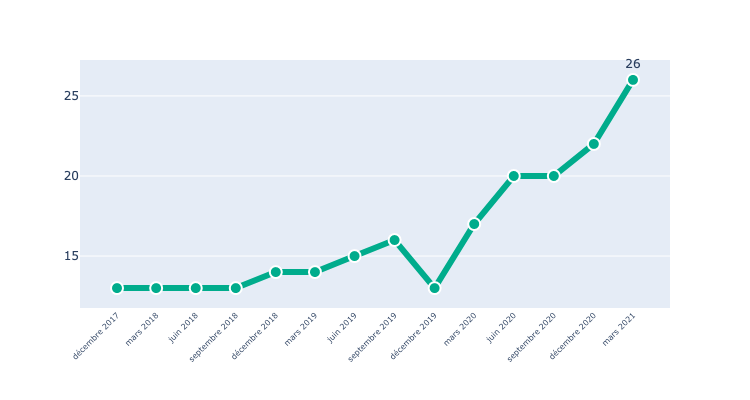 26
25
20
15
décembre 2017
mars 2018
juin 2018
septembre 2018
décembre 2018
mars 2019
juin 2019
septembre 2019
décembre 2019
mars 2020
juin 2020
septembre 2020
décembre 2020
mars 2021